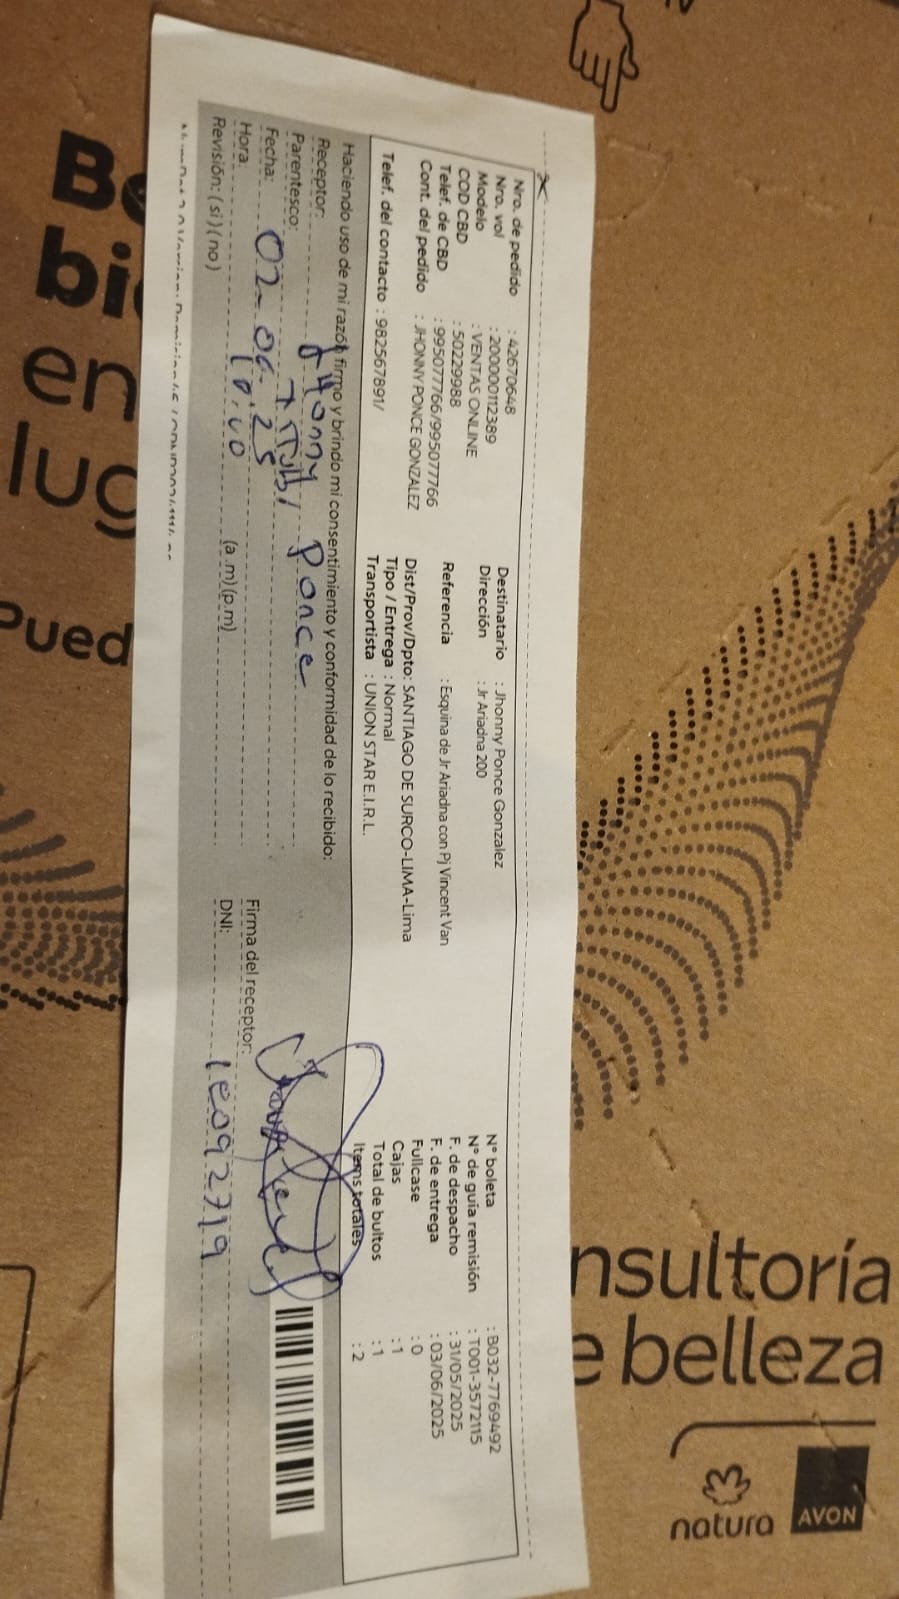 Nro. de pedido : 42670648
Nro. vol : 200000112389
Modelo : VENTAS ONLINE
COD CBD : 50229988
Telef. de CBD : 995077766/995077766
Cont. del pedido : JHONNY PONCE GONZALEZ
Telef. del contacto : 982567891/
Destinatario : Jhonny Ponce Gonzalez
Dirección : Jr Ariadna 200
Referencia : Esquina de Jr Ariadna con Pj Vincent Van
Dist/Prov/Dpto: SANTIAGO DE SURCO-LIMA-Lima
Tipo / Entrega : Normal
Transportista : UNION STAR E.I.R.L.
N° boleta : B032-7769492
N° de guía remisión : T001-3572115
F. de despacho : 31/05/2025
F. de entrega : 03/06/2025
Fullcase : 0
Cajas : 1
Total de bultos : 1
Items totales : 2
Haciendo uso de mi razón firmo y brindo mi consentimiento y conformidad de lo recibido:
Receptor: Jhonny Ponce
Parentesco:
Fecha: 02-06.25
Hora: (a.m)(p.m)
Revisión: (si)(no)
Firma del receptor:
DNI:
en
lug
Pued
nsultoría
e belleza
natura
AVON